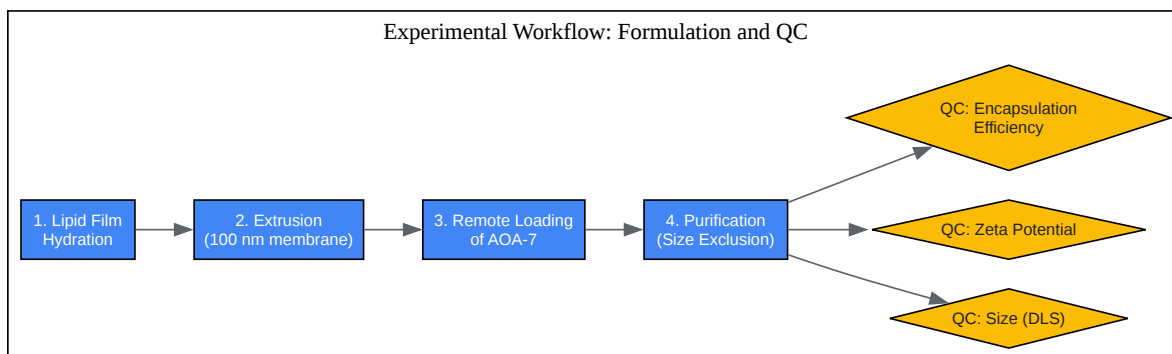 Experimental Workflow: Formulation and QC
1. Lipid Film
Hydration
2. Extrusion
(100 nm membrane)
3. Remote Loading
of AOA-7
4. Purification
(Size Exclusion)
QC: Encapsulation
Efficiency
QC: Zeta Potential
QC: Size (DLS)